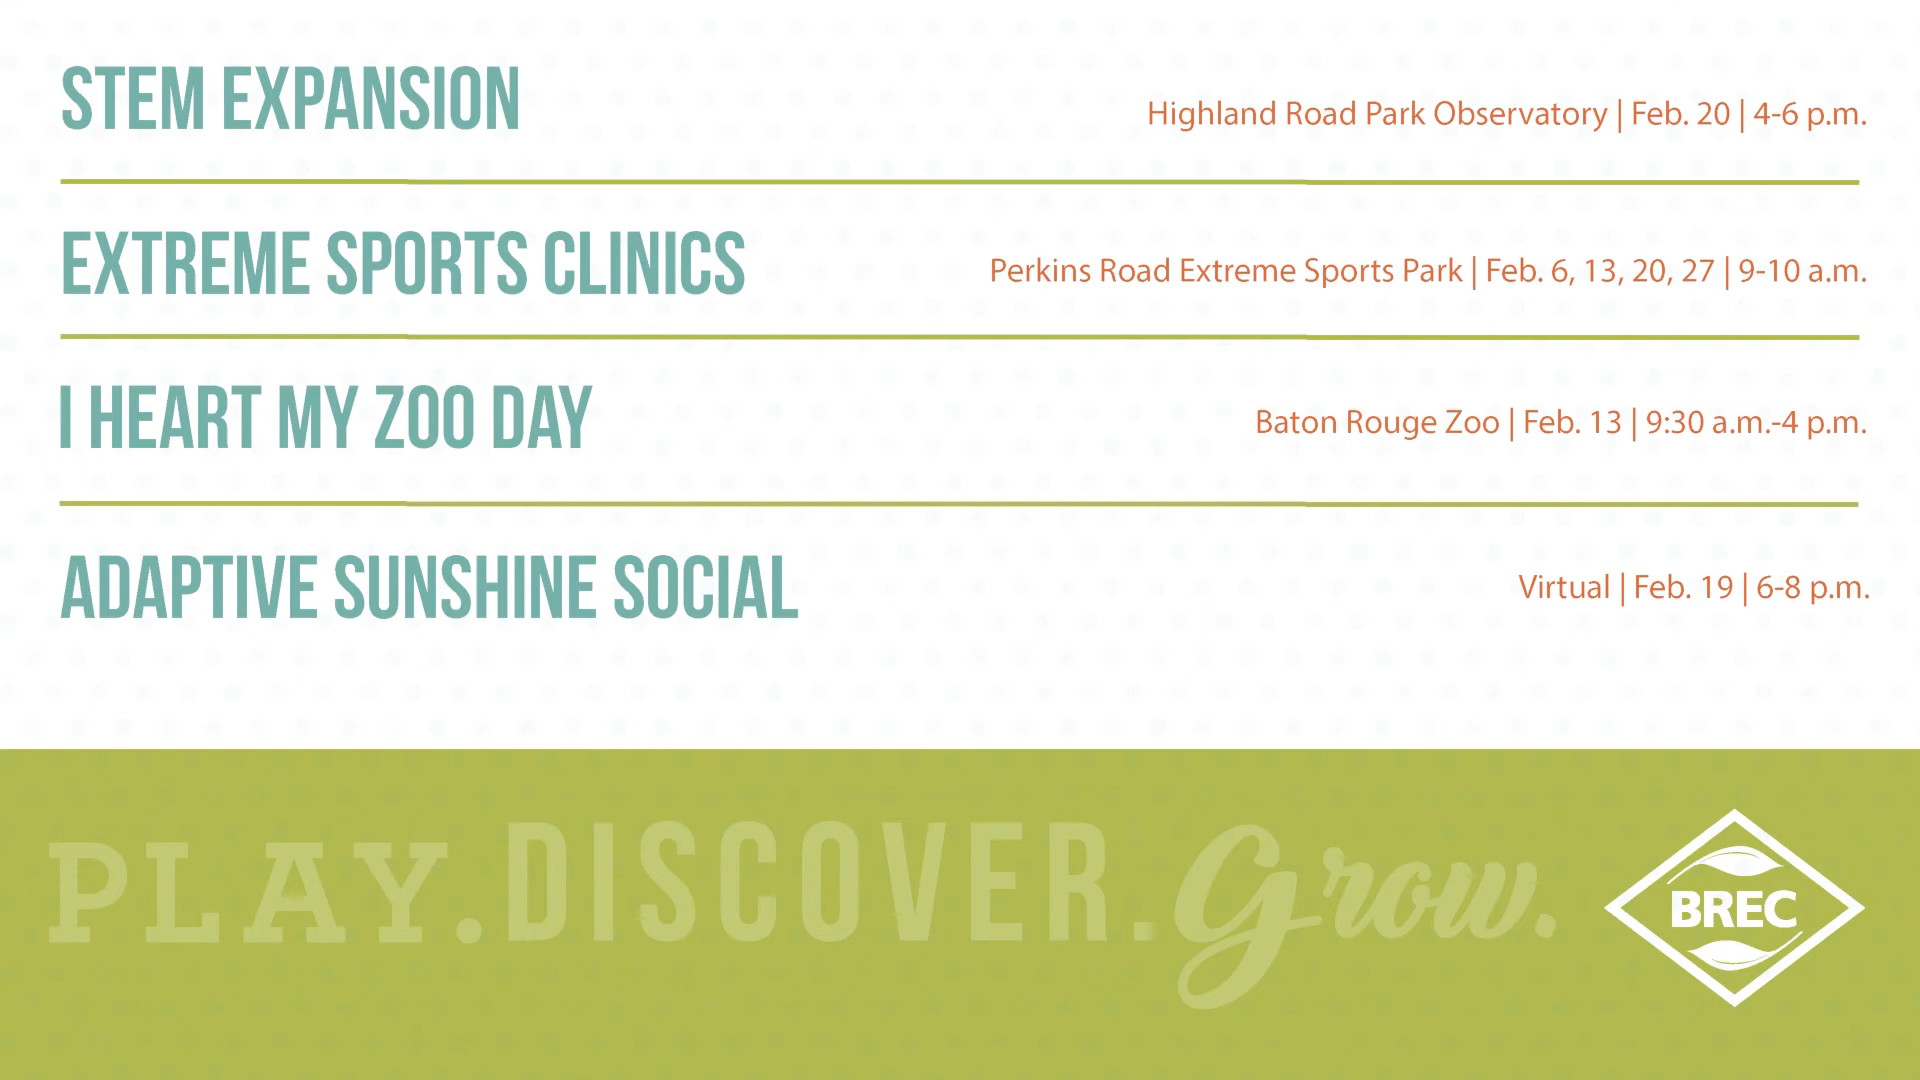 STEM EXPANSION
Highland Road Park Observatory | Feb. 20 | 4-6 p.m.
EXTREME SPORTS CLINICS
Perkins Road Extreme Sports Park | Feb. 6, 13, 20, 27 | 9-10 a.m.
I HEART MY ZOO DAY
Baton Rouge Zoo | Feb. 13 | 9:30 a.m.-4 p.m.
ADAPTIVE SUNSHINE SOCIAL
Virtual | Feb. 19 | 6-8 p.m.
PLAY. DISCOVER. Grow.
BREC